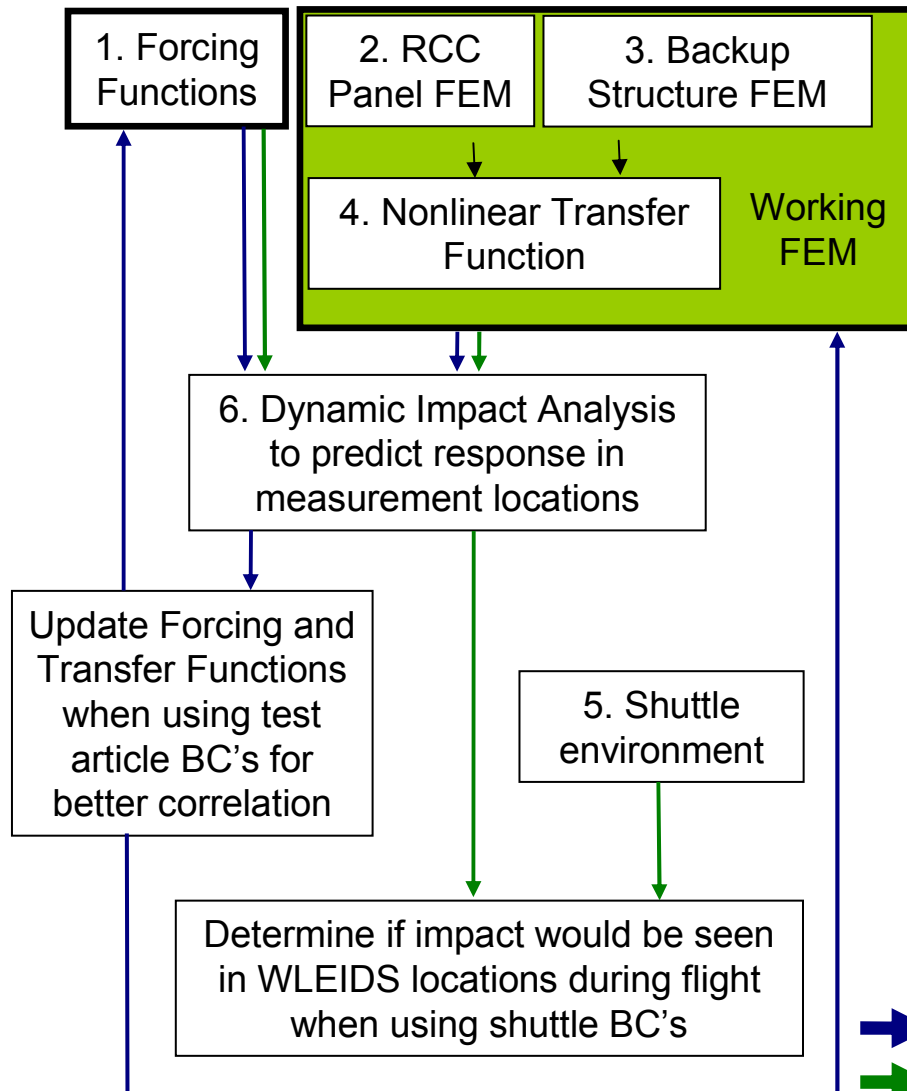 1. Forcing
Functions
2. RCC
Panel FEM
3. Backup
Structure FEM
4. Nonlinear Transfer
Function
Working
FEM
6. Dynamic Impact Analysis
to predict response in
measurement locations
Update Forcing and
Transfer Functions
when using test
article BC’s for
better correlation
5. Shuttle
environment
Determine if impact would be seen
in WLEIDS locations during flight
when using shuttle BC’s